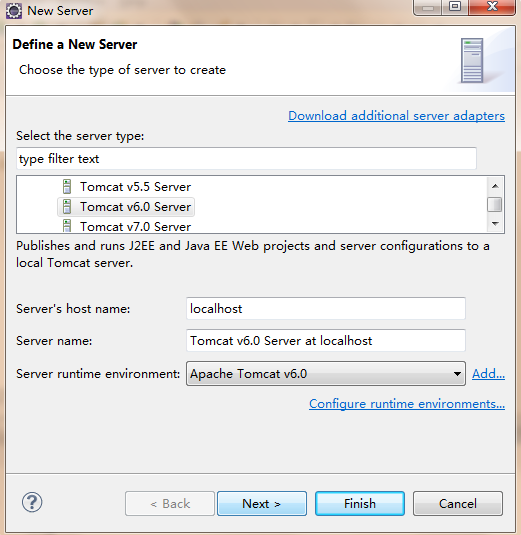 New Server
Define a New Server
Choose the type of server to create
Download additional server adapters
Select the server type:
type filter text
Tomcat v5.5 Server
Tomcat v6.0 Server
Tomcat v7.0 Server
Publishes and runs J2EE and Java EE Web projects and server configurations to a
local Tomcat server.
Server's host name: localhost
Server name: Tomcat v6.0 Server at localhost
Server runtime environment: Apache Tomcat v6.0 Add...
Configure runtime environments...
? < Back Next > Finish Cancel